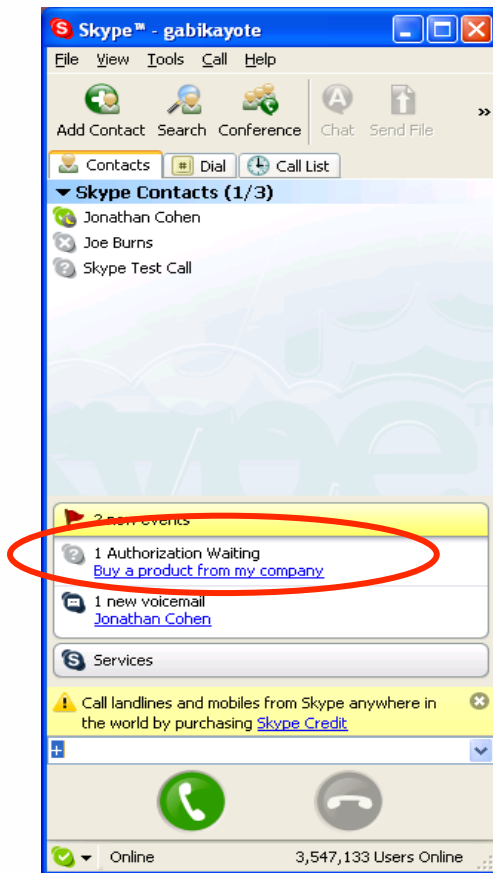 Skype™ - gabikayote
File View Tools Call Help
Add Contact Search Conference Chat Send File »
Contacts Dial Call List
Skype Contacts (1/3)
Jonathan Cohen
Joe Burns
Skype Test Call
new events
1 Authorization Waiting
Buy a product from my company
1 new voicemail
Jonathan Cohen
Services
Call landlines and mobiles from Skype anywhere in
the world by purchasing Skype Credit
+
Online 3,547,133 Users Online